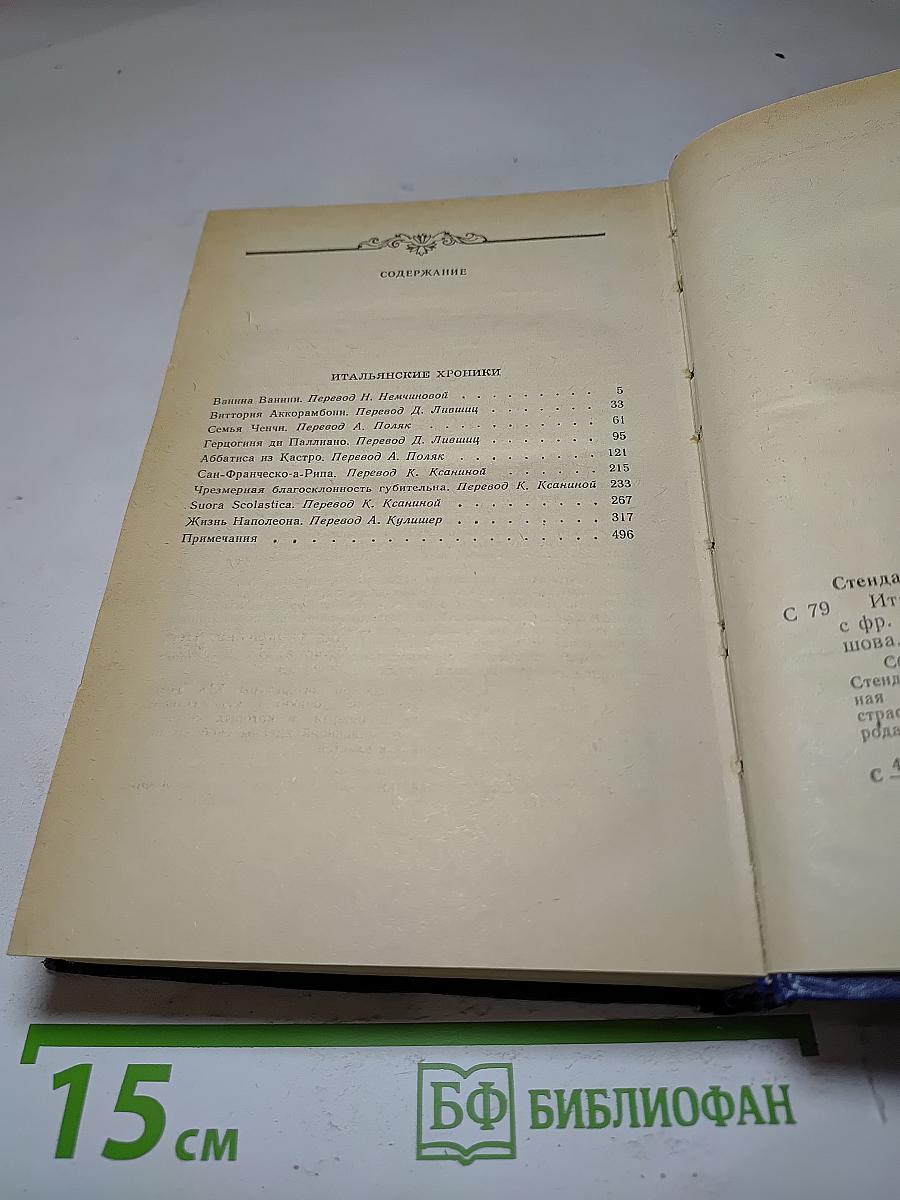 СОДЕРЖАНИЕ
ИТАЛЬЯНСКИЕ ХРОНИКИ
Ванина Ванини. Перевод Н. Немчиновой . . . . . . . . . 5
Виттория Аккорамбони. Перевод Д. Лившиц . . . . . . . 33
Семья Ченчи. Перевод А. Поляк . . . . . . . . . . 61
Герцогиня ди Паллиано. Перевод Д. Лившиц . . . . . . . 95
Аббатиса из Кастро. Перевод А. Поляк . . . . . . . . . 121
Сан-Франческо-а-Рипа. Перевод К. Ксаниной . . . . . . 215
Чрезмерная благосклонность губительна. Перевод К. Ксаниной 233
Suora Scolastica. Перевод К. Ксаниной . . . . . . . . . 267
Жизнь Наполеона. Перевод А. Кулишер . . . . . . . . . 317
Примечания . . . . . . . . . . . . . . . . . . 496
Стенда
С 79 Ит
с фр.
шова.
Сб
Стенд
ная
страс
рода
С 4
15 см
БФ БИБЛИОФАН